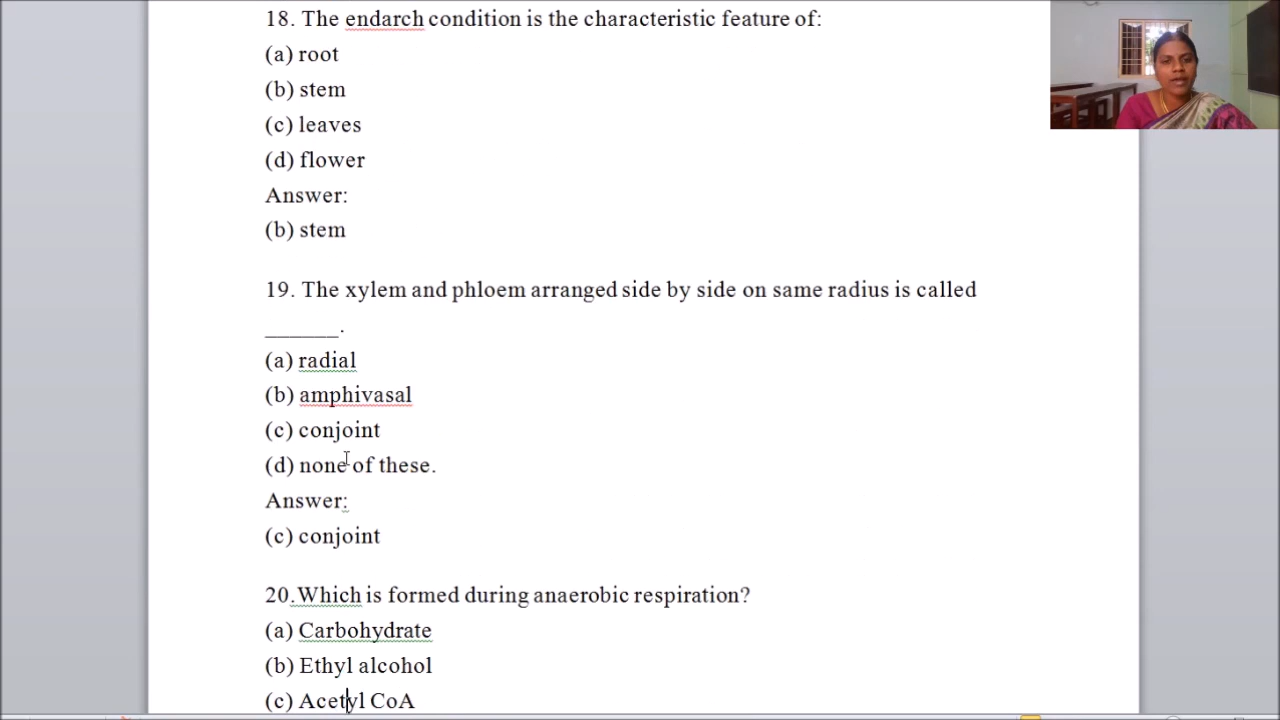 18. The endarch condition is the characteristic feature of:
(a) root
(b) stem
(c) leaves
(d) flower
Answer:
(b) stem
19. The xylem and phloem arranged side by side on same radius is called
______.
(a) radial
(b) amphivasal
(c) conjoint
(d) none of these.
Answer:
(c) conjoint
20.Which is formed during anaerobic respiration?
(a) Carbohydrate
(b) Ethyl alcohol
(c) Acetyl CoA